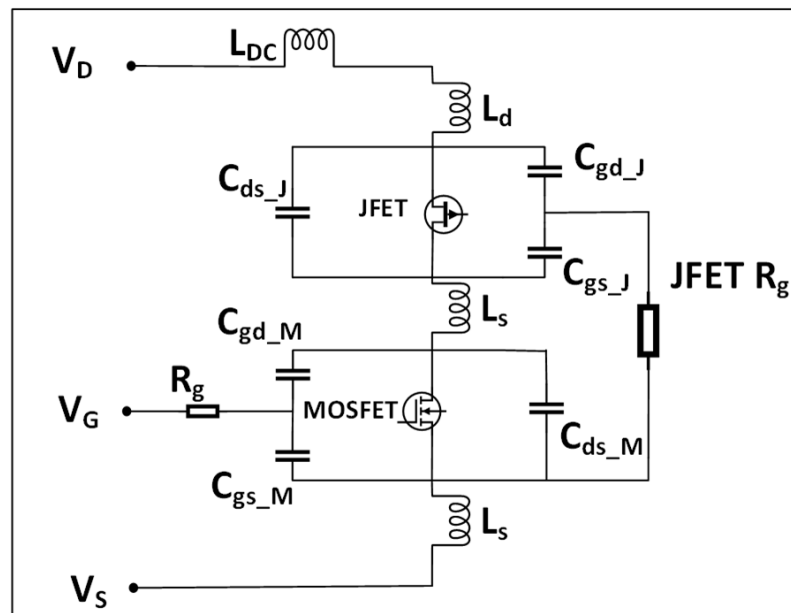 V_D
L_DC
L_d
C_ds_J
JFET
C_gd_J
C_gs_J
JFET R_g
L_s
C_gd_M
R_g
V_G
MOSFET
C_ds_M
C_gs_M
L_s
V_S